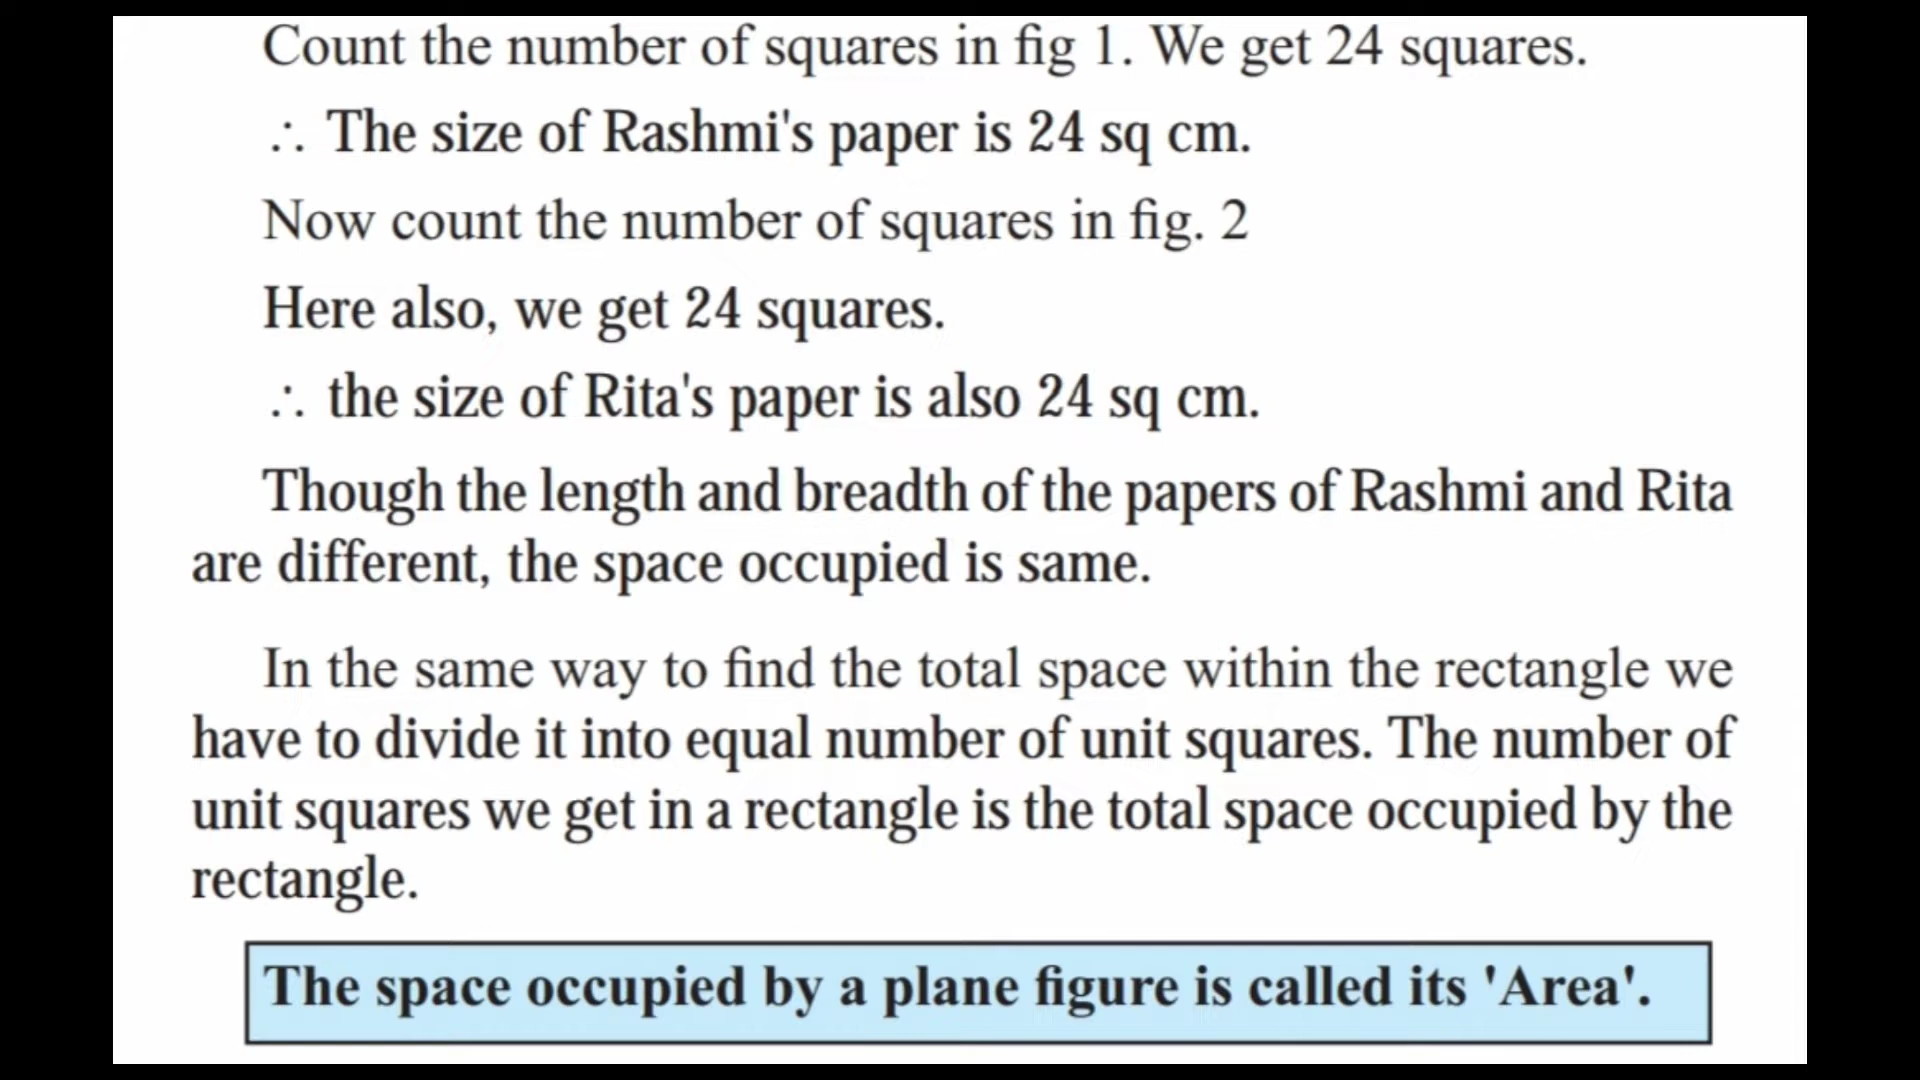 Count the number of squares in fig 1. We get 24 squares.
∴ The size of Rashmi's paper is 24 sq cm.
Now count the number of squares in fig. 2
Here also, we get 24 squares.
∴ the size of Rita's paper is also 24 sq cm.
Though the length and breadth of the papers of Rashmi and Rita
are different, the space occupied is same.
In the same way to find the total space within the rectangle we
have to divide it into equal number of unit squares. The number of
unit squares we get in a rectangle is the total space occupied by the
rectangle.
The space occupied by a plane figure is called its 'Area'.